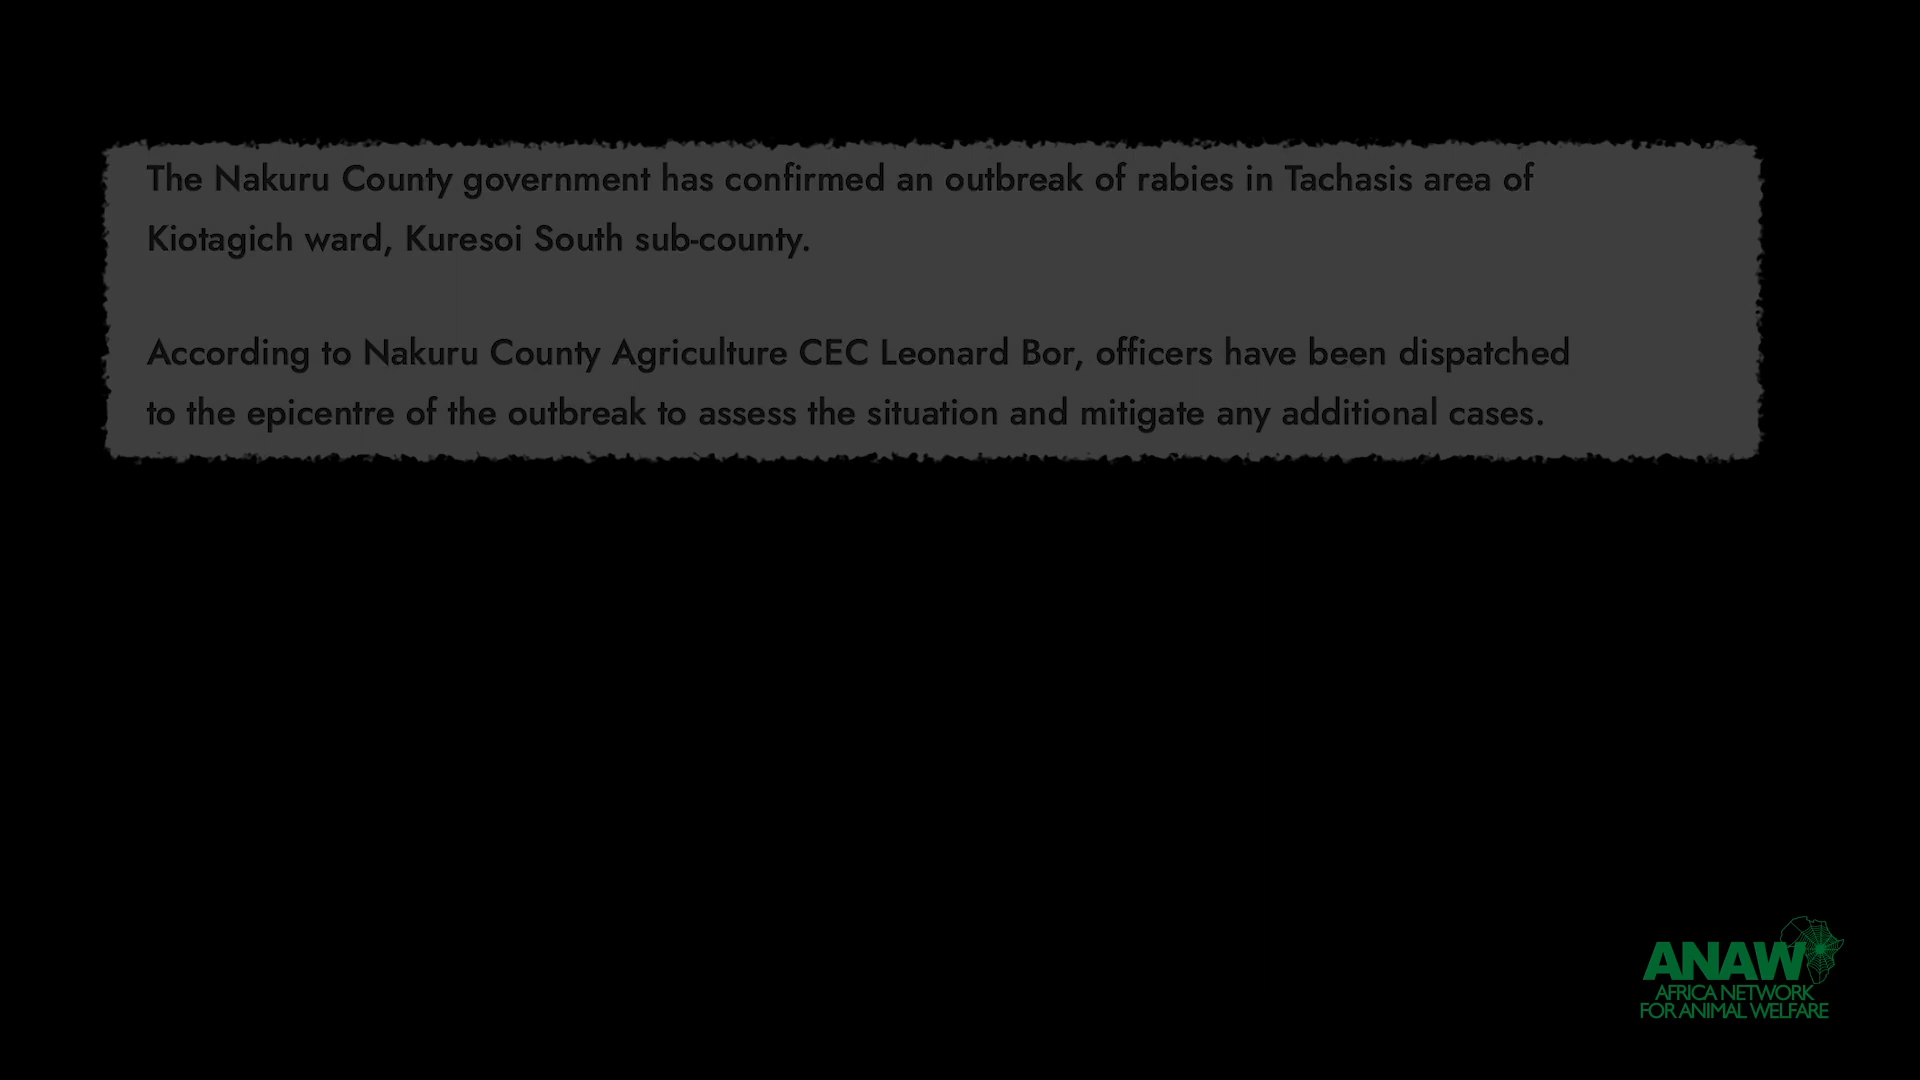 The Nakuru County government has confirmed an outbreak of rabies in Tachasis area of
Kiotagich ward, Kuresoi South sub-county.
According to Nakuru County Agriculture CEC Leonard Bor, officers have been dispatched
to the epicentre of the outbreak to assess the situation and mitigate any additional cases.
ANAW
AFRICA NETWORK
FOR ANIMAL WELFARE